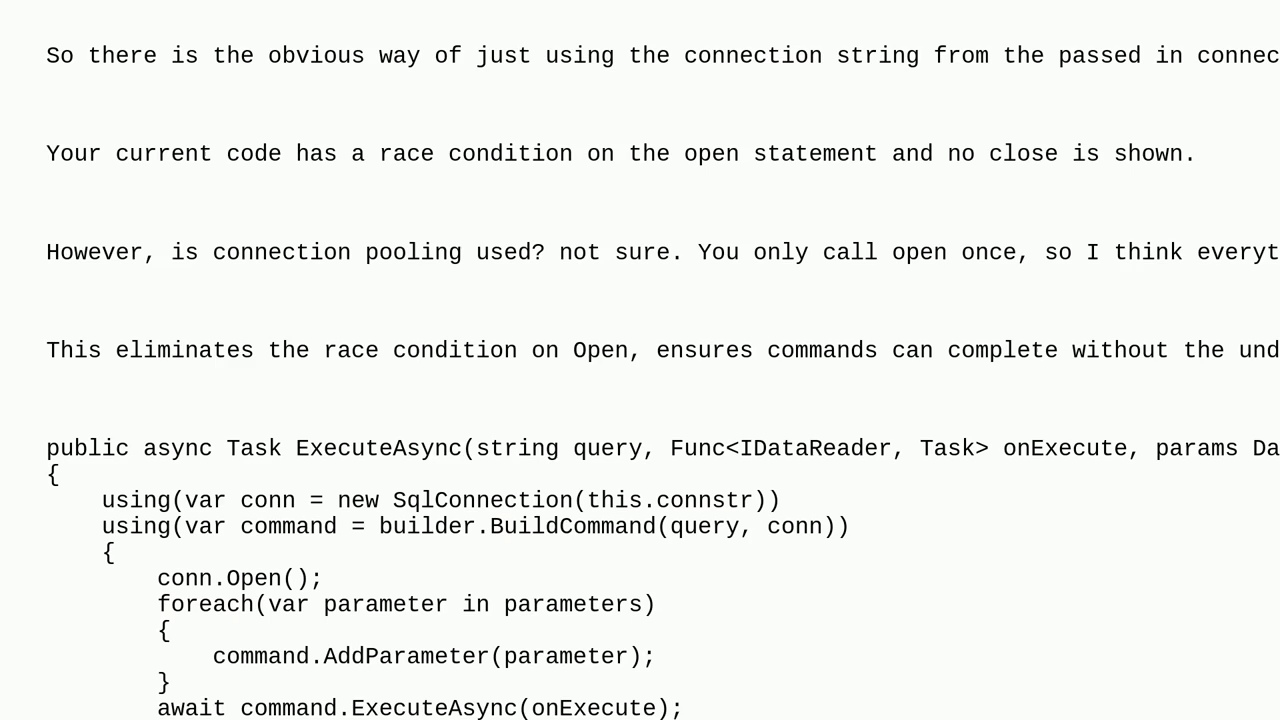 So there is the obvious way of just using the connection string from the passed in
Your current code has a race condition on the open statement and no close is shown.
However, is connection pooling used? not sure. You only call open once, so I think
This eliminates the race condition on Open, ensures commands can complete without the
public async Task ExecuteAsync(string query, Func<IDataReader, Task> onExecute, params
{
    using(var conn = new SqlConnection(this.connstr))
    using(var command = builder.BuildCommand(query, conn))
    {
        conn.Open();
        foreach(var parameter in parameters)
        {
            command.AddParameter(parameter);
        }
        await command.ExecuteAsync(onExecute);